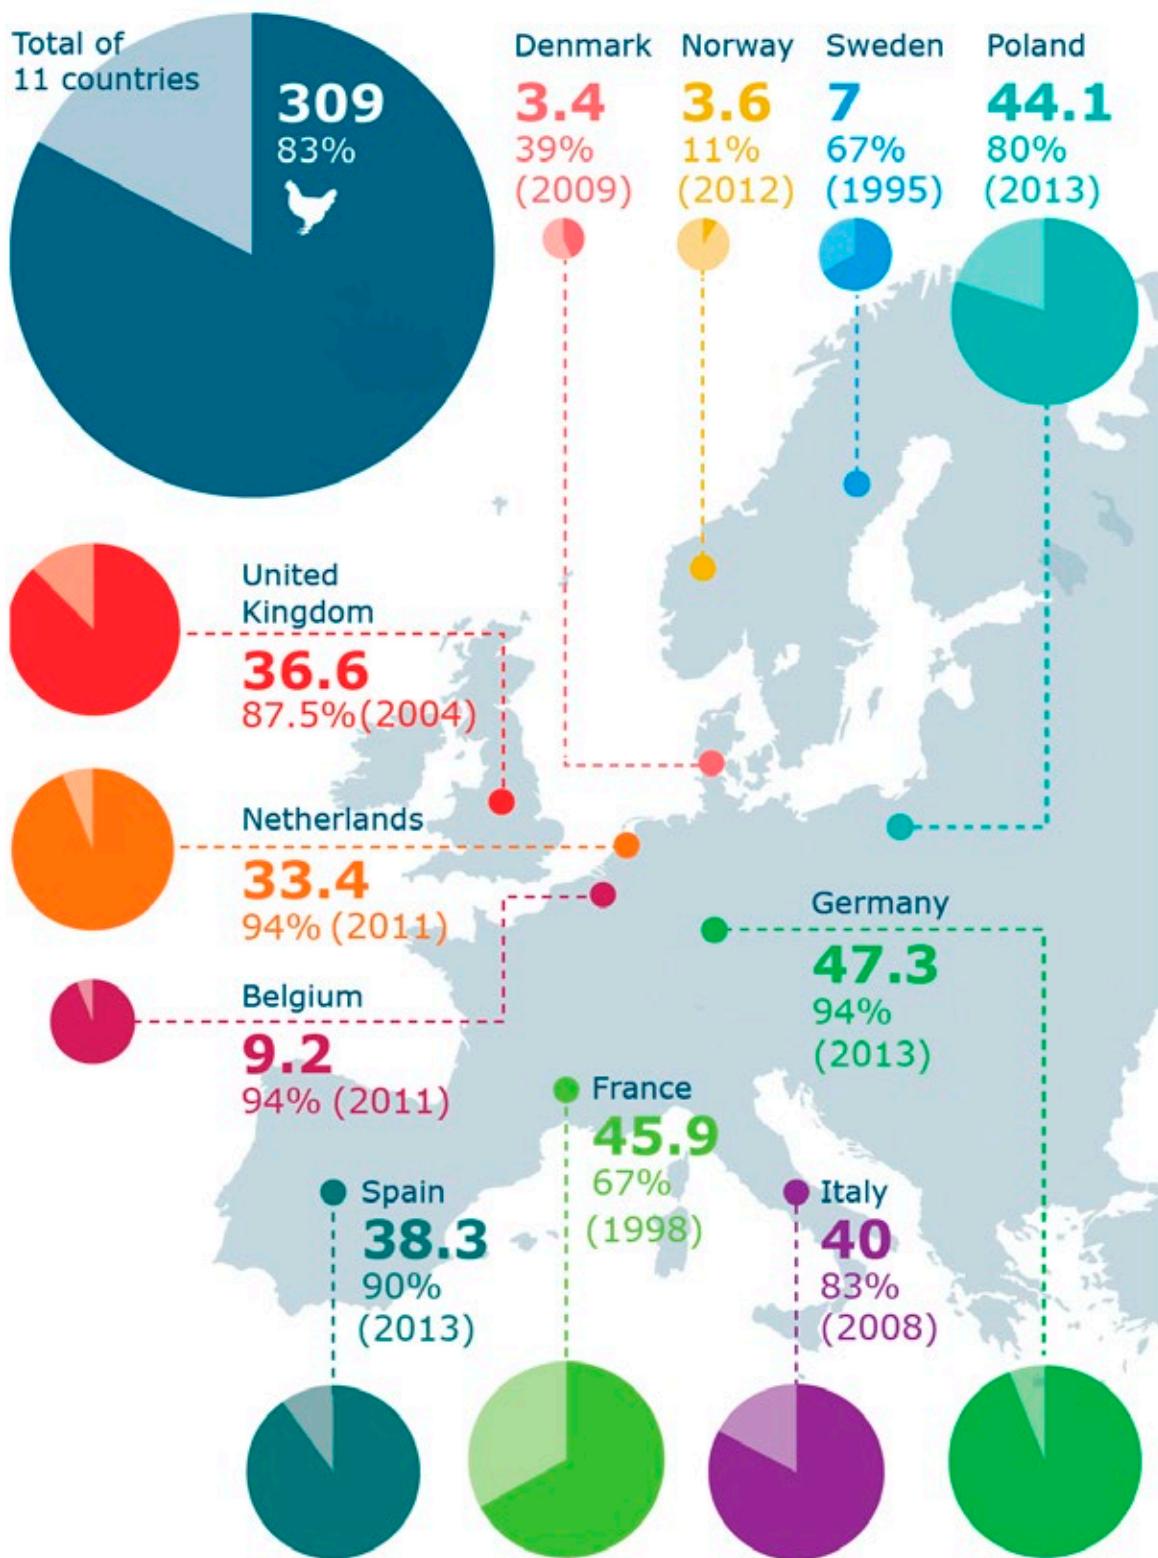 Total of
11 countries
309
83%
Denmark
3.4
39%
(2009)
Norway
3.6
11%
(2012)
Sweden
7
67%
(1995)
Poland
44.1
80%
(2013)
United
Kingdom
36.6
87.5%(2004)
Netherlands
33.4
94% (2011)
Belgium
9.2
94% (2011)
Germany
47.3
94%
(2013)
France
45.9
67%
(1998)
Spain
38.3
90%
(2013)
Italy
40
83%
(2008)